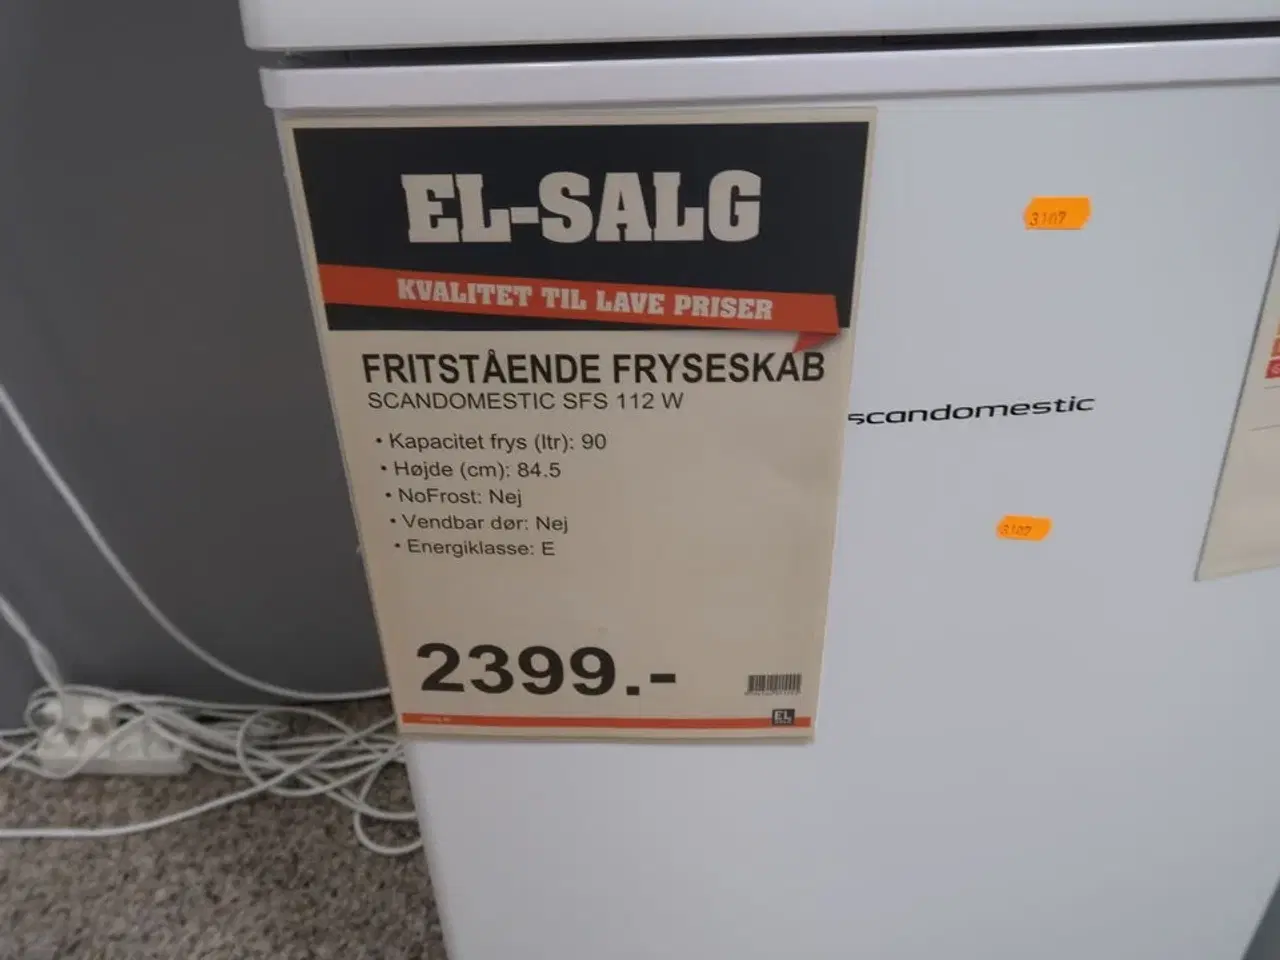 EL-SALG
KVALITET TIL LAVE PRISER
FRITSTÅENDE FRYSESKAB
SCANDOMESTIC SFS 112 W
• Kapacitet frys (ltr): 90
• Højde (cm): 84.5
• NoFrost: Nej
• Vendbar dør: Nej
• Energiklasse: E
2399.-
EL
3107
scandomestic
3107
G